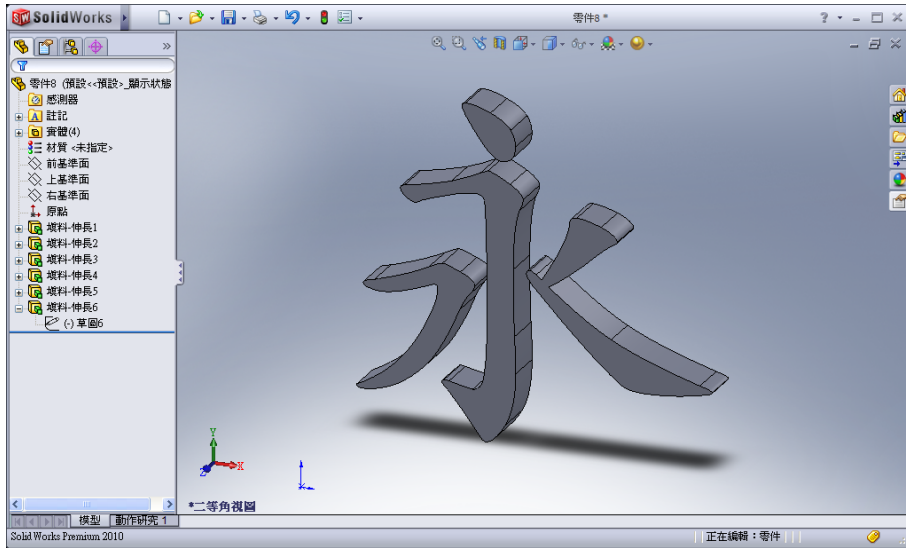 SolidWorks
零件8 *
零件8 (預設<<預設>_顯示狀態
感測器
A 註記
實體(4)
材質 <未指定>
前基準面
上基準面
右基準面
原點
填料-伸長1
填料-伸長2
填料-伸長3
填料-伸長4
填料-伸長5
填料-伸長6
(-) 草圖6
永
Y
X
Z
*二等角視圖
模型
動作研究 1
SolidWorks Premium 2010
正在編輯：零件